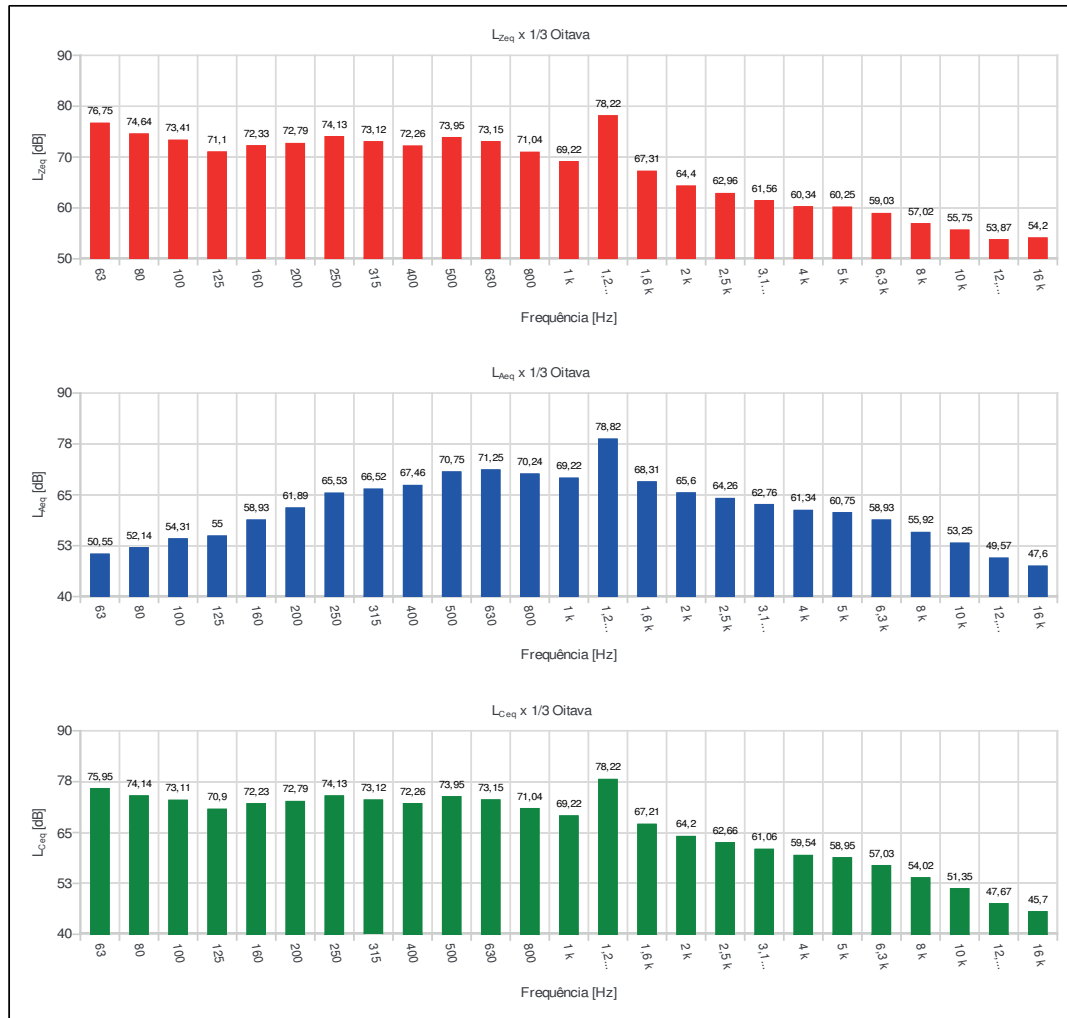 LZeq x 1/3 Oitava
LZeq [dB]
90
80
70
60
50
76,75 74,64 73,41 71,1 72,33 72,79 74,13 73,12 72,26 73,95 73,15 71,04 69,22 78,22 67,31 64,4 62,96 61,56 60,34 60,25 59,03 57,02 55,75 53,87 54,2
63 80 100 125 160 200 250 315 400 500 630 800 1 k 1,2... 1,6 k 2 k 2,5 k 3,1... 4 k 5 k 6,3 k 8 k 10 k 12,... 16 k
Frequência [Hz]
LAeq x 1/3 Oitava
LAeq [dB]
90
78
65
53
40
50,55 52,14 54,31 55 58,93 61,89 65,53 66,52 67,46 70,75 71,25 70,24 69,22 78,82 68,31 65,6 64,26 62,76 61,34 60,75 58,93 55,92 53,25 49,57 47,6
63 80 100 125 160 200 250 315 400 500 630 800 1 k 1,2... 1,6 k 2 k 2,5 k 3,1... 4 k 5 k 6,3 k 8 k 10 k 12,... 16 k
Frequência [Hz]
LCeq x 1/3 Oitava
LCeq [dB]
90
78
65
53
40
75,95 74,14 73,11 70,9 72,23 72,79 74,13 73,12 72,26 73,95 73,15 71,04 69,22 78,22 67,21 64,2 62,66 61,06 59,54 58,95 57,03 54,02 51,35 47,67 45,7
63 80 100 125 160 200 250 315 400 500 630 800 1 k 1,2... 1,6 k 2 k 2,5 k 3,1... 4 k 5 k 6,3 k 8 k 10 k 12,... 16 k
Frequência [Hz]